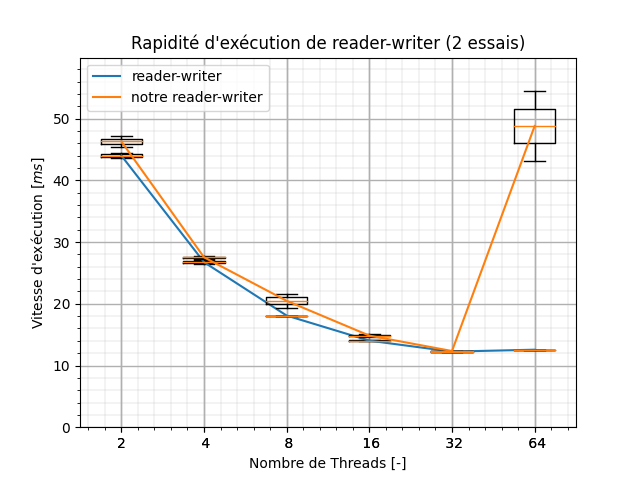 Rapidité d'exécution de reader-writer (2 essais)
reader-writer
notre reader-writer
Vitesse d'exécution [ms]
50
40
30
20
10
0
2 4 8 16 32 64
Nombre de Threads [-]